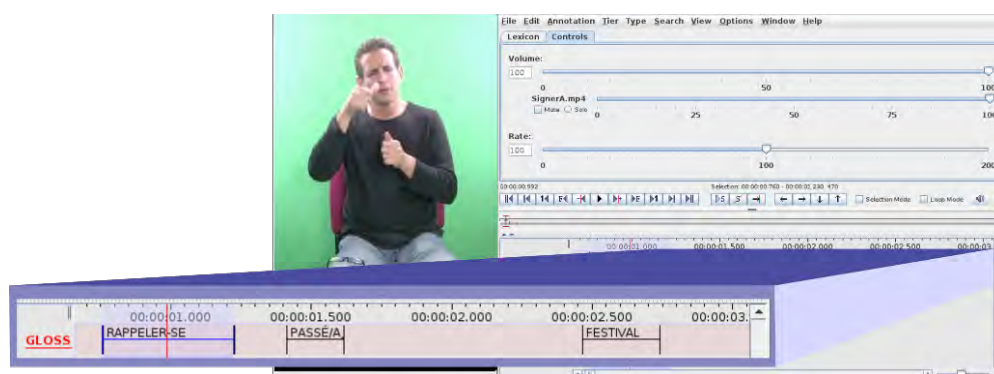 File Edit Annotation Tier Type Search View Options Window Help
Lexicon Controls
Volume:
100
0 50 100
SignerA.mp4
Mute Solo
0 25 50 75 100
Rate:
100
0 100 200
00:00:00.992 Selection: 00:00:00.760 - 00:00:01.230 470
Selection Mode Loop Mode
00:00:01.000 00:00:01.500 00:00:02.000 00:00:02.500 00:00:03.
00:00:01.000 00:00:01.500 00:00:02.000 00:00:02.500 00:00:03.
GLOSS RAPPELER-SE PASSÉ/A FESTIVAL